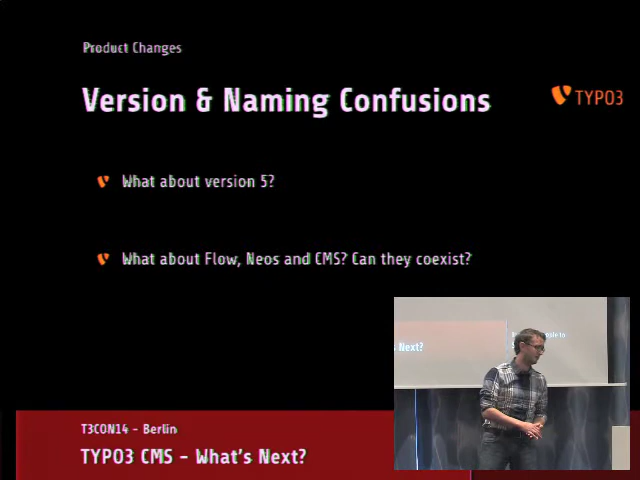 Product Changes
Version & Naming Confusions
TYPO3
What about version 5?
What about Flow, Neos and CMS? Can they coexist?
Next?
T3CON14 - Berlin
TYPO3 CMS - What's Next?